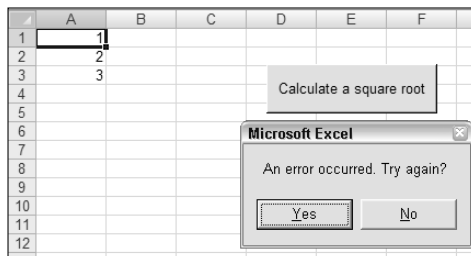 A B C D E F
1 1
2 2
3 3
4
Calculate a square root
5
6
Microsoft Excel
7
8
An error occurred. Try again?
9
10
Yes No
11
12